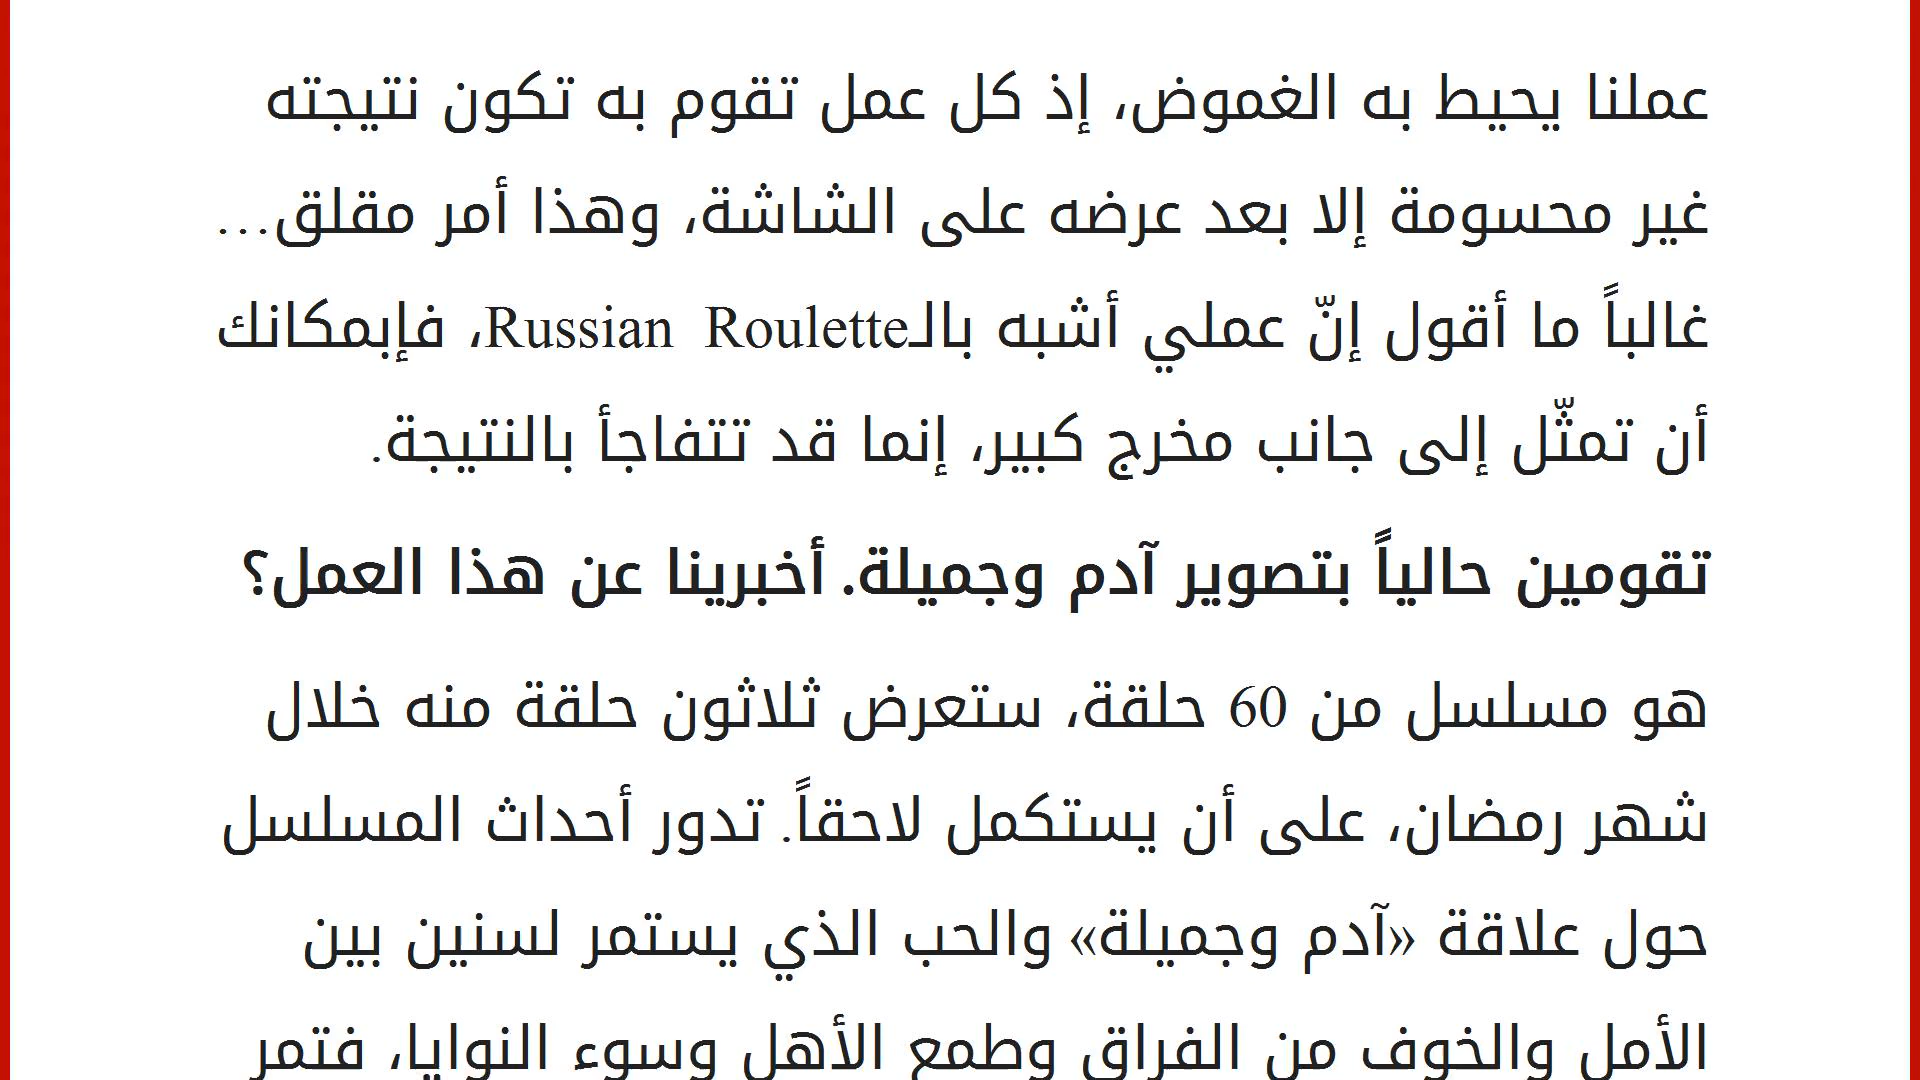 عملنا يحيط به الغموض، إذ كل عمل تقوم به تكون نتيجته
غير محسومة إلا بعد عرضه على الشاشة، وهذا أمر مقلق...
غالباً ما أقول إنّ عملي أشبه بالـRussian Roulette، فإبمكانك
أن تمثّل إلى جانب مخرج كبير، إنما قد تتفاجأ بالنتيجة.
تقومين حالياً بتصوير آدم وجميلة. أخبرينا عن هذا العمل؟
هو مسلسل من 60 حلقة، ستعرض ثلاثون حلقة منه خلال
شهر رمضان، على أن يستكمل لاحقاً. تدور أحداث المسلسل
حول علاقة «آدم وجميلة» والحب الذي يستمر لسنين بين
الأمل والخوف من الفراق وطمع الأهل وسوء النوايا، فتمر